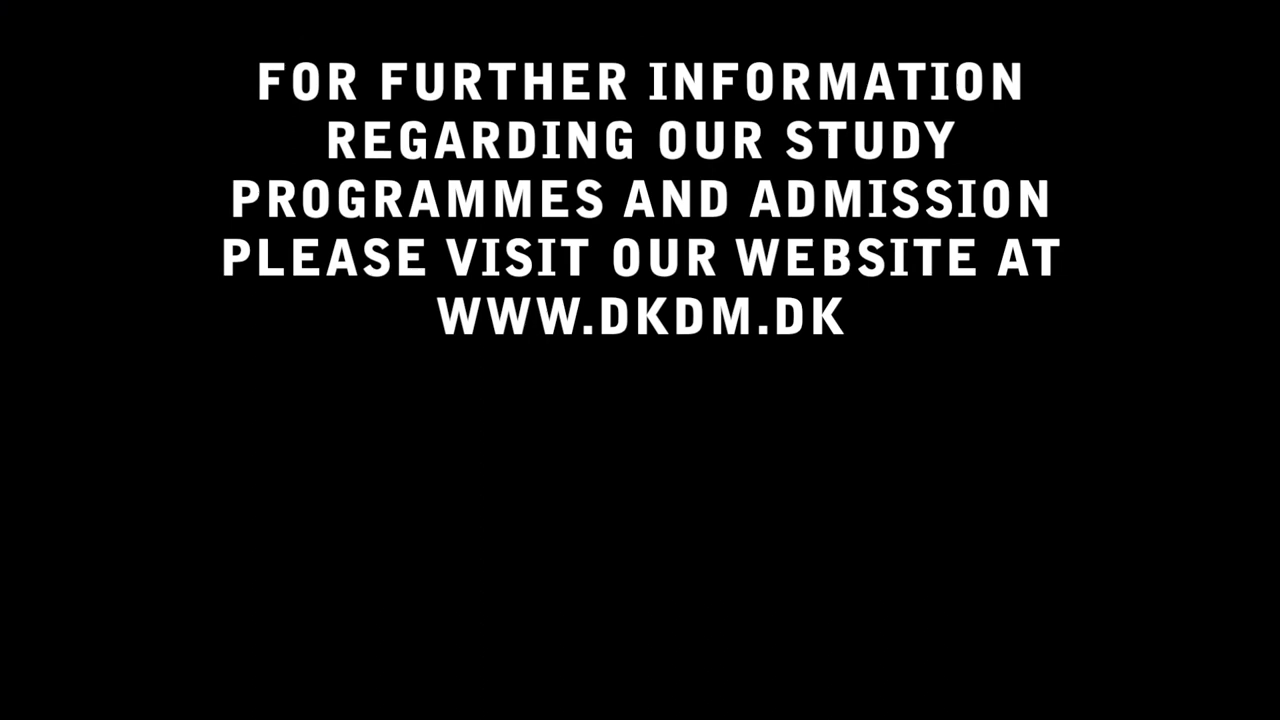 FOR FURTHER INFORMATION
REGARDING OUR STUDY
PROGRAMMES AND ADMISSION
PLEASE VISIT OUR WEBSITE AT
WWW.DKDM.DK